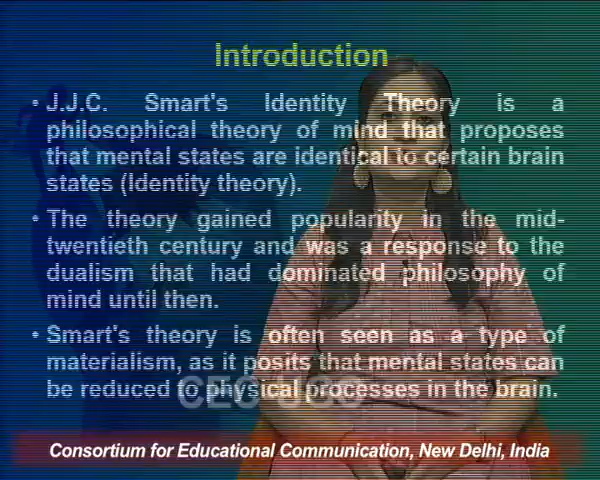 Introduction
• J.J.C. Smart's Identity Theory is a
philosophical theory of mind that proposes
that mental states are identical to certain brain
states (Identity theory).
• The theory gained popularity in the mid-
twentieth century and was a response to the
dualism that had dominated philosophy of
mind until then.
• Smart's theory is often seen as a type of
materialism, as it posits that mental states can
be reduced to physical processes in the brain.
CEC UGC
Consortium for Educational Communication, New Delhi, India